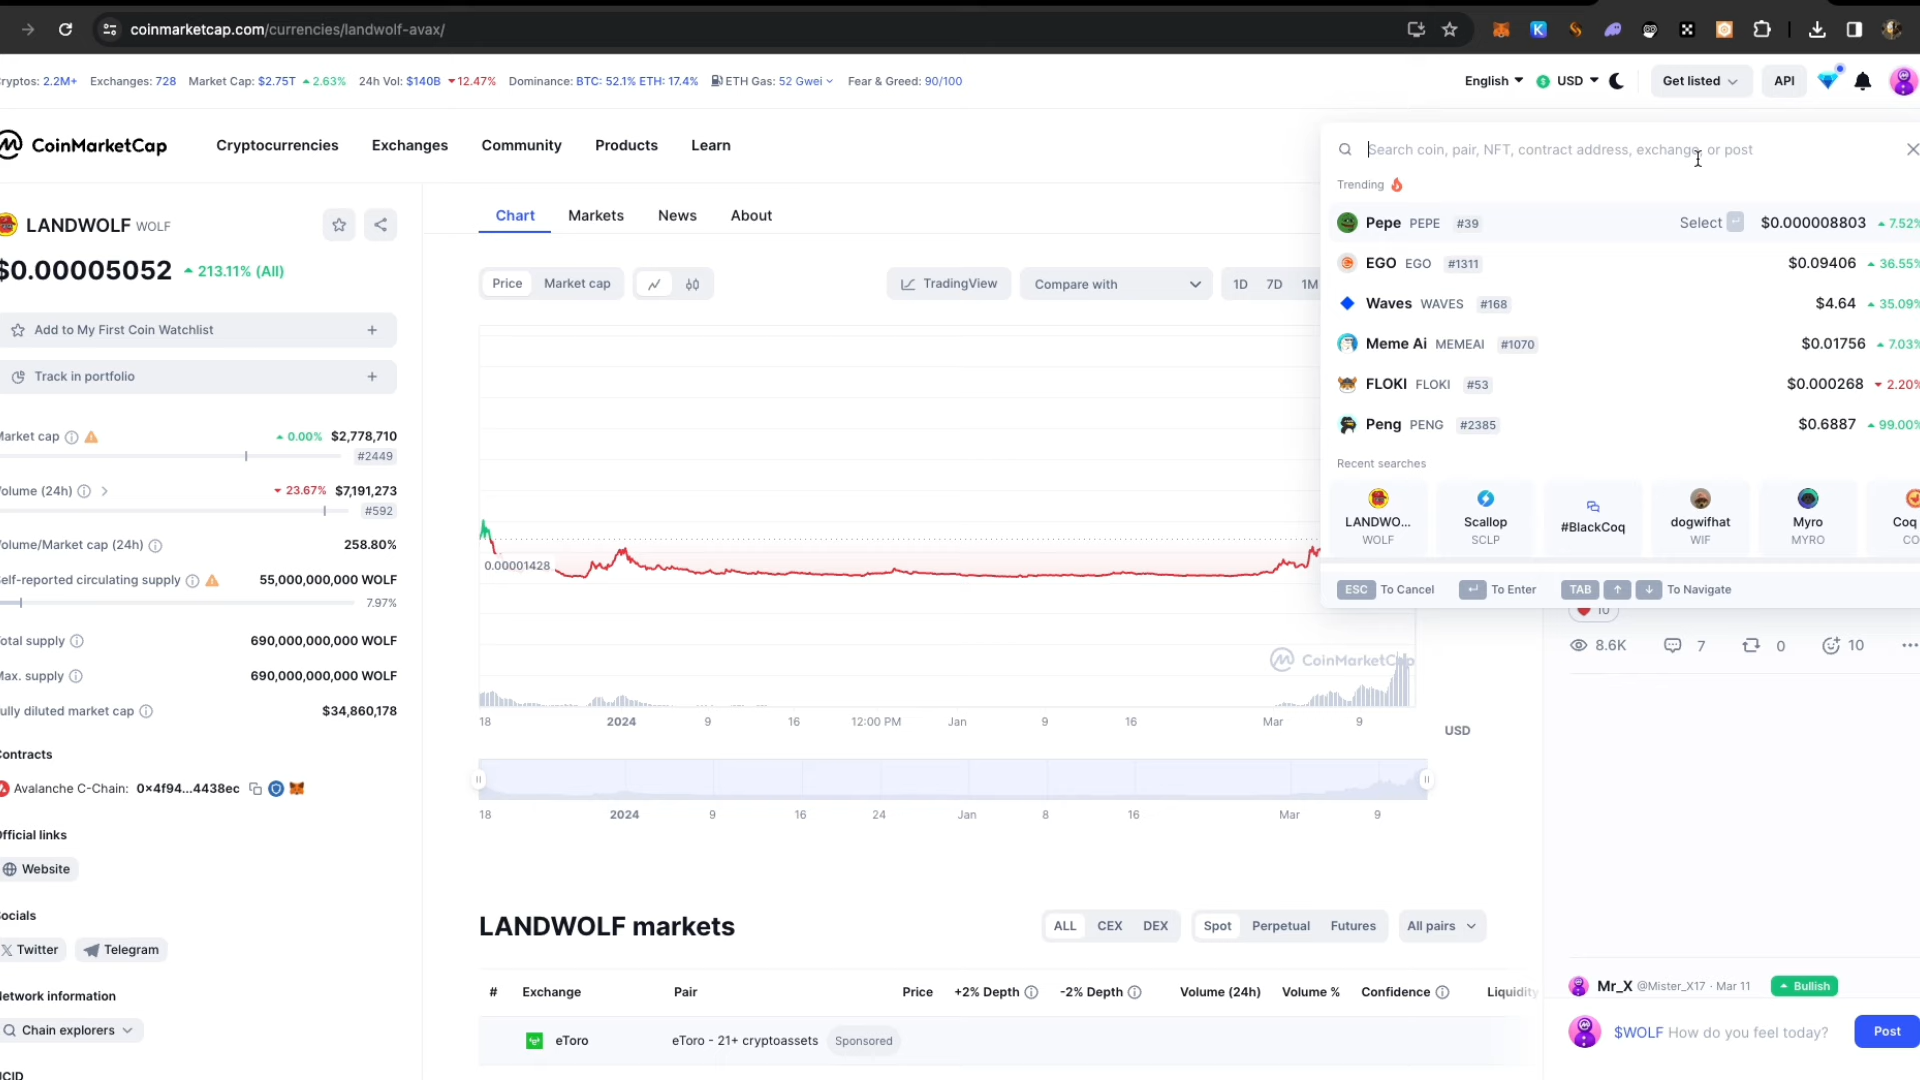 coinmarketcap.com/currencies/landwolf-avax/
ryptos: 2.2M+ Exchanges: 728 Market Cap: $2.75T 2.63% 24h Vol: $140B 12.47% Dominance: BTC: 52.1% ETH: 17.4% ETH Gas: 52 Gwei Fear & Greed: 90/100
English USD Get listed API
CoinMarketCap Cryptocurrencies Exchanges Community Products Learn
Search coin, pair, NFT, contract address, exchange, or post
Trending
Pepe PEPE #39 Select $0.000008803 7.52%
EGO EGO #1311 $0.09406 36.55%
Waves WAVES #168 $4.64 35.09%
Meme Ai MEMEAI #1070 $0.01756 7.03%
FLOKI FLOKI #53 $0.000268 2.20%
Peng PENG #2385 $0.6887 99.00%
Recent searches
LANDWO... Scallop #BlackCoq dogwifhat Myro Coq
WOLF SCLP WIF MYRO CO
ESC To Cancel To Enter TAB To Navigate
LANDWOLF WOLF
$0.00005052 213.11% (All)
Add to My First Coin Watchlist +
Track in portfolio +
Market cap 0.00% $2,778,710
#2449
Volume (24h) 23.67% $7,191,273
#592
Volume/Market cap (24h) 258.80%
Self-reported circulating supply 55,000,000,000 WOLF
7.97%
Total supply 690,000,000,000 WOLF
Max. supply 690,000,000,000 WOLF
ully diluted market cap $34,860,178
Contracts
Avalanche C-Chain: 0x4f94...4438ec
Official links
Website
Socials
Twitter Telegram
Network information
Chain explorers
UCID
Chart Markets News About
Price Market cap TradingView Compare with 1D 7D 1M
0.00001428
CoinMarketCap
18 2024 9 16 12:00 PM Jan 9 16 Mar 9
USD
18 2024 9 16 24 Jan 8 16 Mar 9
LANDWOLF markets ALL CEX DEX Spot Perpetual Futures All pairs
# Exchange Pair Price +2% Depth -2% Depth Volume (24h) Volume % Confidence Liquidity
eToro eToro - 21+ cryptoassets Sponsored
10
8.6K 7 0 10
Mr_X @Mister_X17 · Mar 11 Bullish
$WOLF How do you feel today? Post